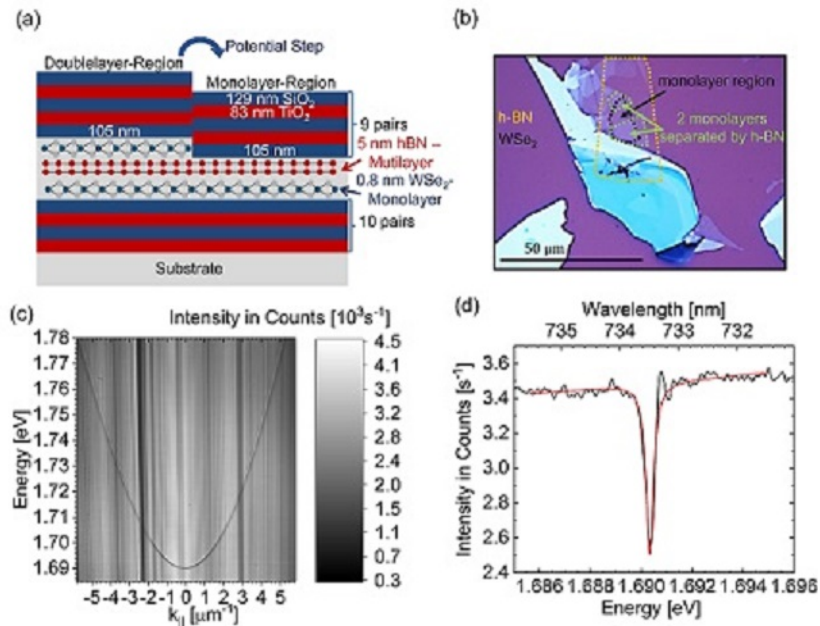 (a)
Potential Step
Doublelayer-Region
Monolayer-Region
129 nm SiO2
83 nm TiO2
9 pairs
105 nm
105 nm
5 nm hBN –
Mutilayer
0.8 nm WSe2-
Monolayer
10 pairs
Substrate
(b)
monolayer region
h-BN
WSe2
2 monolayers
separated by h-BN
50 µm
(c)
Intensity in Counts [10³s⁻¹]
Energy [eV]
1.78
1.77
1.76
1.75
1.74
1.73
1.72
1.71
1.70
1.69
-5 -4 -3 -2 -1 0 1 2 3 4 5
k|| [µm⁻¹]
4.5
4.1
3.6
3.2
2.8
2.4
2.0
1.5
1.1
0.7
0.3
(d)
Wavelength [nm]
735 734 733 732
Intensity in Counts [s⁻¹]
3.6
3.4
3.2
3.0
2.8
2.6
2.4
1.686 1.688 1.690 1.692 1.694 1.696
Energy [eV]